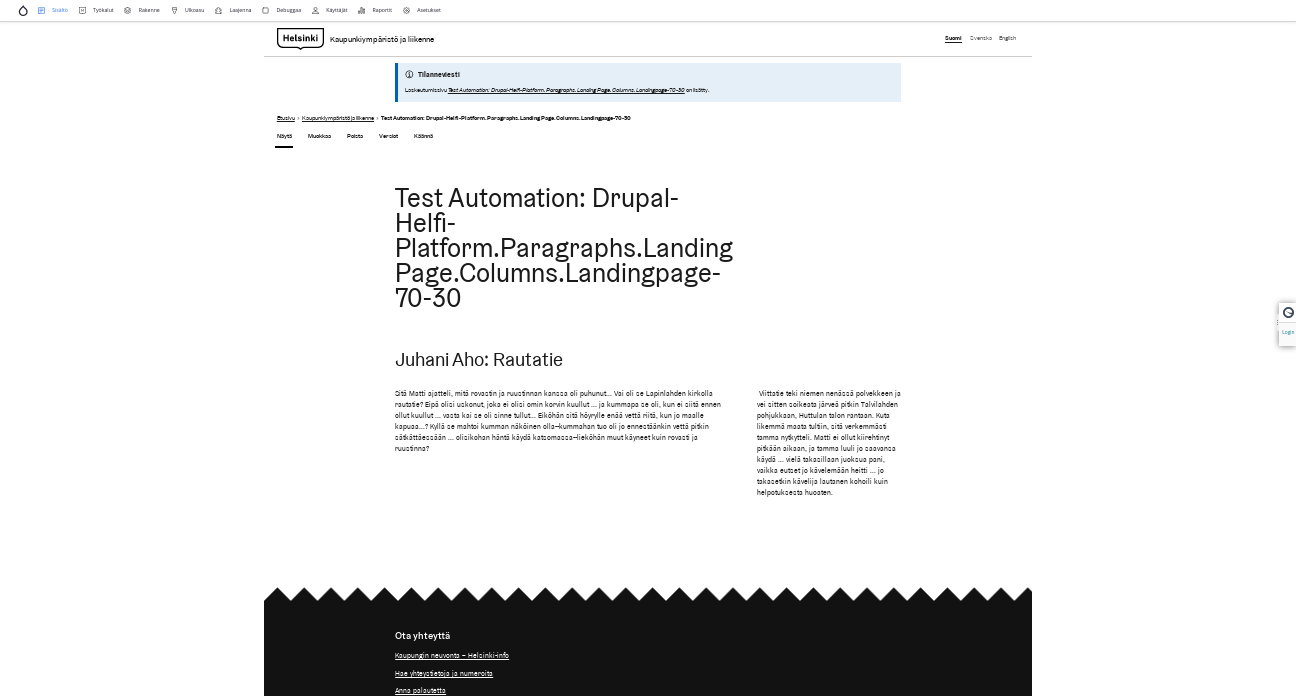 Sisältö Työkalut Rakenne Ulkoasu Laajenna Debuggaa Käyttäjät Raportit Asetukset
Helsinki Kaupunkiympäristö ja liikenne Suomi Svenska English
Tilanneviesti
Laskeutumissivu Test Automation: Drupal-Helfi-Platform.Paragraphs.Landing Page.Columns.Landingpage-70-30 on lisätty.
Etusivu › Kaupunkiympäristö ja liikenne › Test Automation: Drupal-Helfi-Platform.Paragraphs.Landing Page.Columns.Landingpage-70-30
Näytä Muokkaa Poista Versiot Käännä
Test Automation: Drupal-
Helfi-
Platform.Paragraphs.Landing
Page.Columns.Landingpage-
70-30
Juhani Aho: Rautatie
Sitä Matti ajatteli, mitä rovastin ja ruustinnan kanssa oli puhunut... Vai oli se Lapinlahden kirkolla
rautatie? Eipä olisi uskonut, joka ei olisi omin korvin kuullut ... ja kummapa se oli, kun ei siitä ennen
ollut kuullut ... vasta kai se oli sinne tullut... Eiköhän sitä höyrylle enää vettä riitä, kun jo maalle
kapuaa...? Kyllä se mahtoi kumman näköinen olla—kummahan tuo oli jo ennestäänkin vettä pitkin
sätkättäessään ... olisikohan häntä käydä katsomassa—lieköhän muut käyneet kuin rovasti ja
ruustinna?
Viittatie teki niemen nenässä polvekkeen ja
vei sitten soikeata järveä pitkin Talvilahden
pohjukkaan, Huttulan talon rantaan. Kuta
likemmä maata tultiin, sitä verkemmästi
tamma nytkytteli. Matti ei ollut kiirehtinyt
pitkään aikaan, ja tamma luuli jo saavansa
käydä ... vielä takasillaan juoksua pani,
vaikka eutset jo kävelemään heitti ... jo
takasetkin kävelijä lautanen kohoili kuin
helpotuksesta huoaten.
Login
Ota yhteyttä
Kaupungin neuvonta – Helsinki-info
Hae yhteystietoja ja numeroita
Anna palautetta